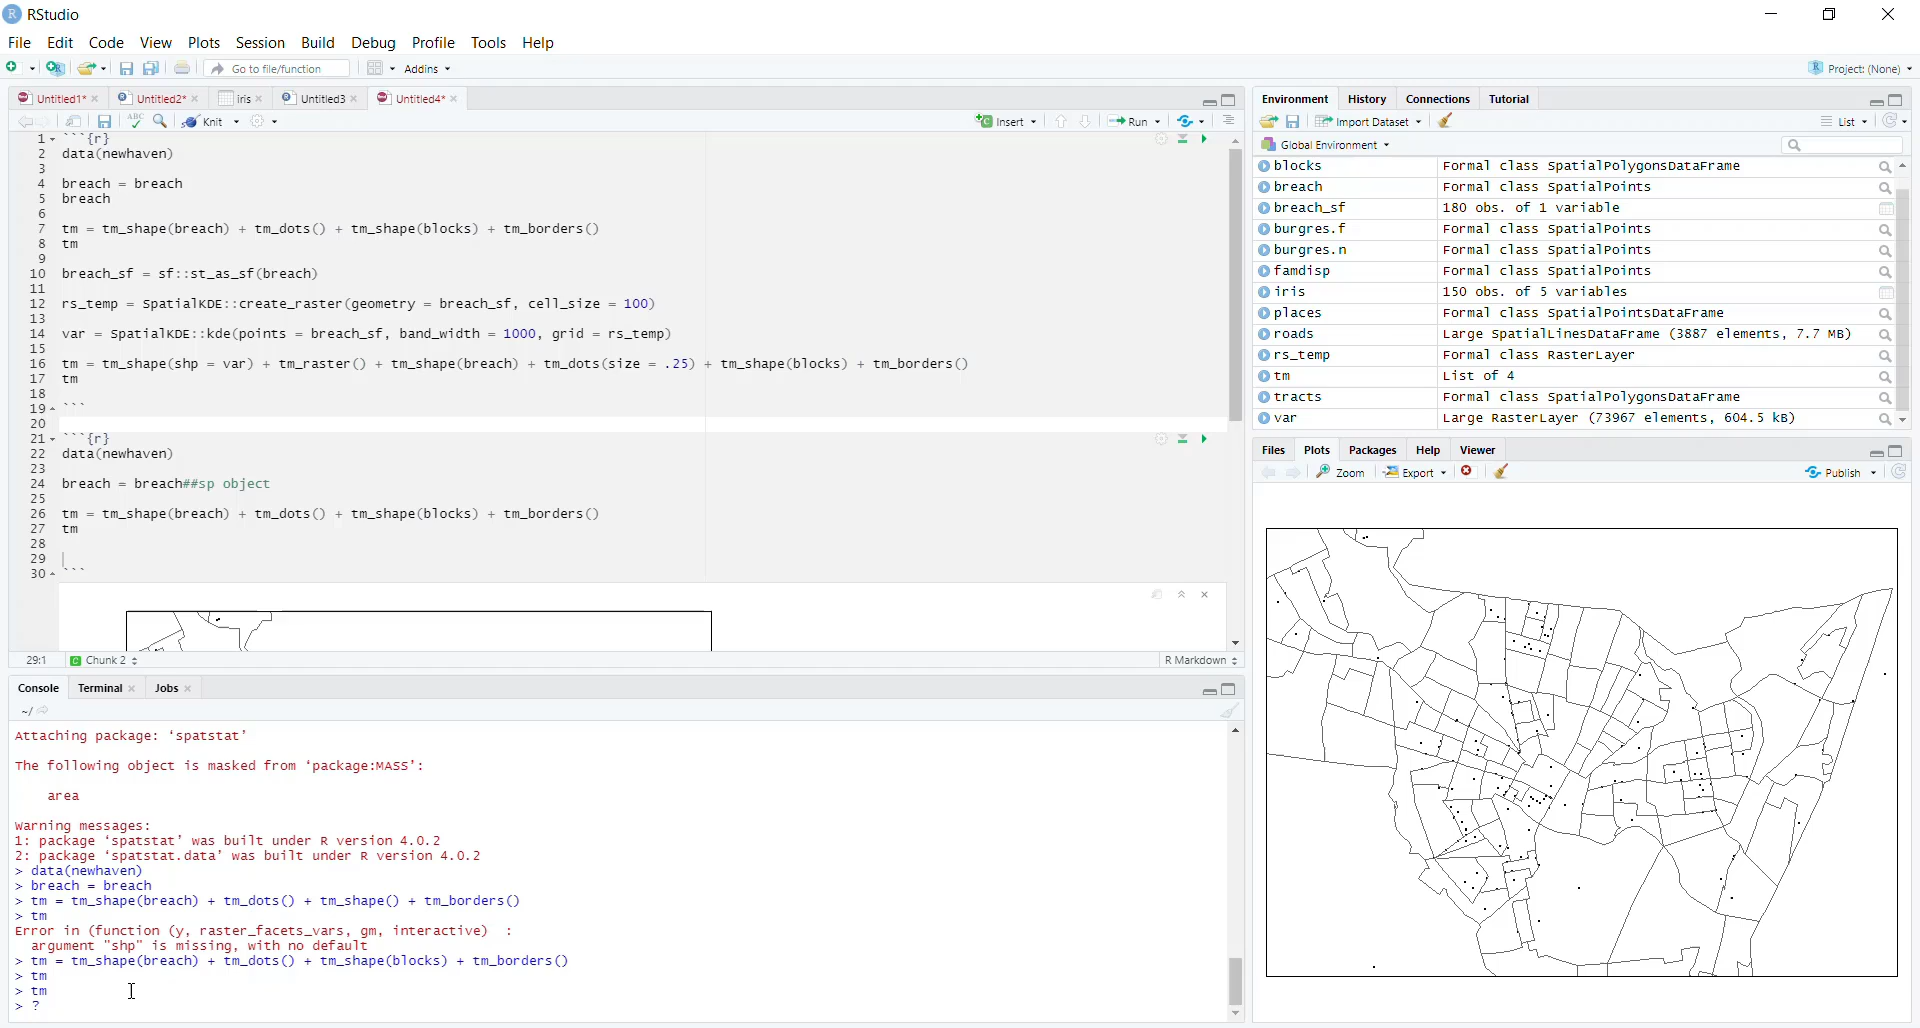 RStudio
File Edit Code View Plots Session Build Debug Profile Tools Help
Go to file/function Addins Project: (None)
Untitled1* Untitled2* iris Untitled3 Untitled4*
ABC Knit Insert Run
1 ```{r}
2 data(newhaven)
3
4 breach = breach
5 breach
6
7 tm = tm_shape(breach) + tm_dots() + tm_shape(blocks) + tm_borders()
8 tm
9
10 breach_sf = sf::st_as_sf(breach)
11
12 rs_temp = SpatialKDE::create_raster(geometry = breach_sf, cell_size = 100)
13
14 var = SpatialKDE::kde(points = breach_sf, band_width = 1000, grid = rs_temp)
15
16 tm = tm_shape(shp = var) + tm_raster() + tm_shape(breach) + tm_dots(size = .25) + tm_shape(blocks) + tm_borders()
17 tm
18
19 ```
20
21 ```{r}
22 data(newhaven)
23
24 breach = breach##sp object
25
26 tm = tm_shape(breach) + tm_dots() + tm_shape(blocks) + tm_borders()
27 tm
28
29
30 ```
29:1 Chunk 2 R Markdown
Console Terminal Jobs
~/
Attaching package: ‘spatstat’
The following object is masked from ‘package:MASS’:
area
Warning messages:
1: package ‘spatstat’ was built under R version 4.0.2
2: package ‘spatstat.data’ was built under R version 4.0.2
> data(newhaven)
> breach = breach
> tm = tm_shape(breach) + tm_dots() + tm_shape() + tm_borders()
> tm
Error in (function (y, raster_facets_vars, gm, interactive) :
argument "shp" is missing, with no default
> tm = tm_shape(breach) + tm_dots() + tm_shape(blocks) + tm_borders()
> tm
> tm
> ?
Environment History Connections Tutorial
Import Dataset List
Global Environment
blocks Formal class SpatialPolygonsDataFrame
breach Formal class SpatialPoints
breach_sf 180 obs. of 1 variable
burgres.f Formal class SpatialPoints
burgres.n Formal class SpatialPoints
famdisp Formal class SpatialPoints
iris 150 obs. of 5 variables
places Formal class SpatialPointsDataFrame
roads Large SpatialLinesDataFrame (3887 elements, 7.7 MB)
rs_temp Formal class RasterLayer
tm List of 4
tracts Formal class SpatialPolygonsDataFrame
var Large RasterLayer (73967 elements, 604.5 kB)
Files Plots Packages Help Viewer
Zoom Export Publish